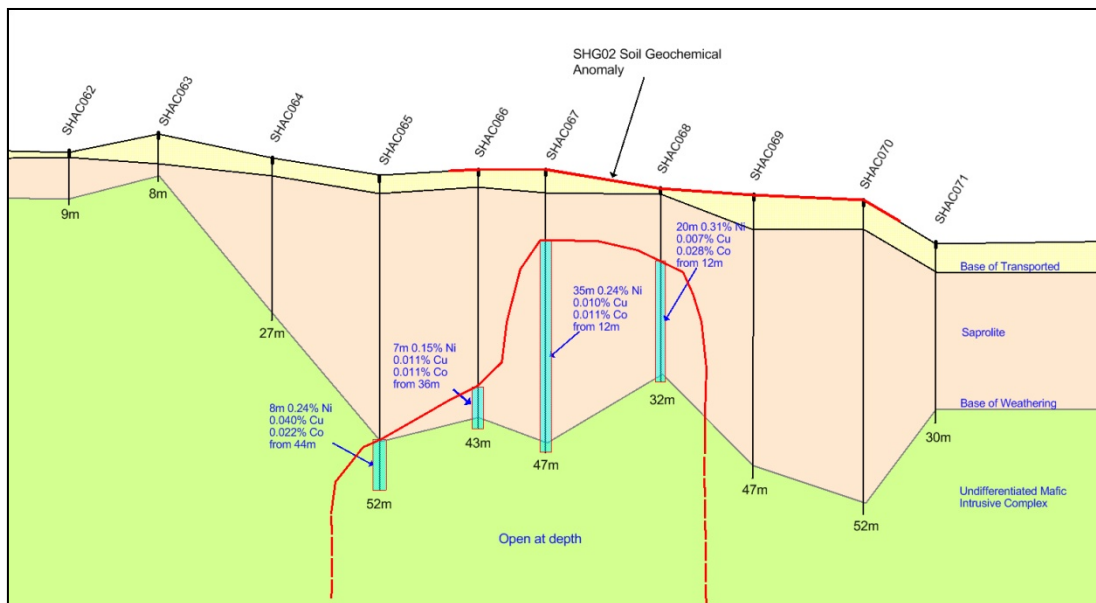 SHG02 Soil Geochemical
Anomaly
SHAC062
SHAC063
SHAC064
SHAC065
SHAC066
SHAC067
SHAC068
SHAC069
SHAC070
SHAC071
9m
8m
27m
52m
43m
47m
32m
47m
52m
30m
8m 0.24% Ni
0.040% Cu
0.022% Co
from 44m
7m 0.15% Ni
0.011% Cu
0.011% Co
from 36m
35m 0.24% Ni
0.010% Cu
0.011% Co
from 12m
20m 0.31% Ni
0.007% Cu
0.028% Co
from 12m
Base of Transported
Saprolite
Base of Weathering
Undifferentiated Mafic
Intrusive Complex
Open at depth